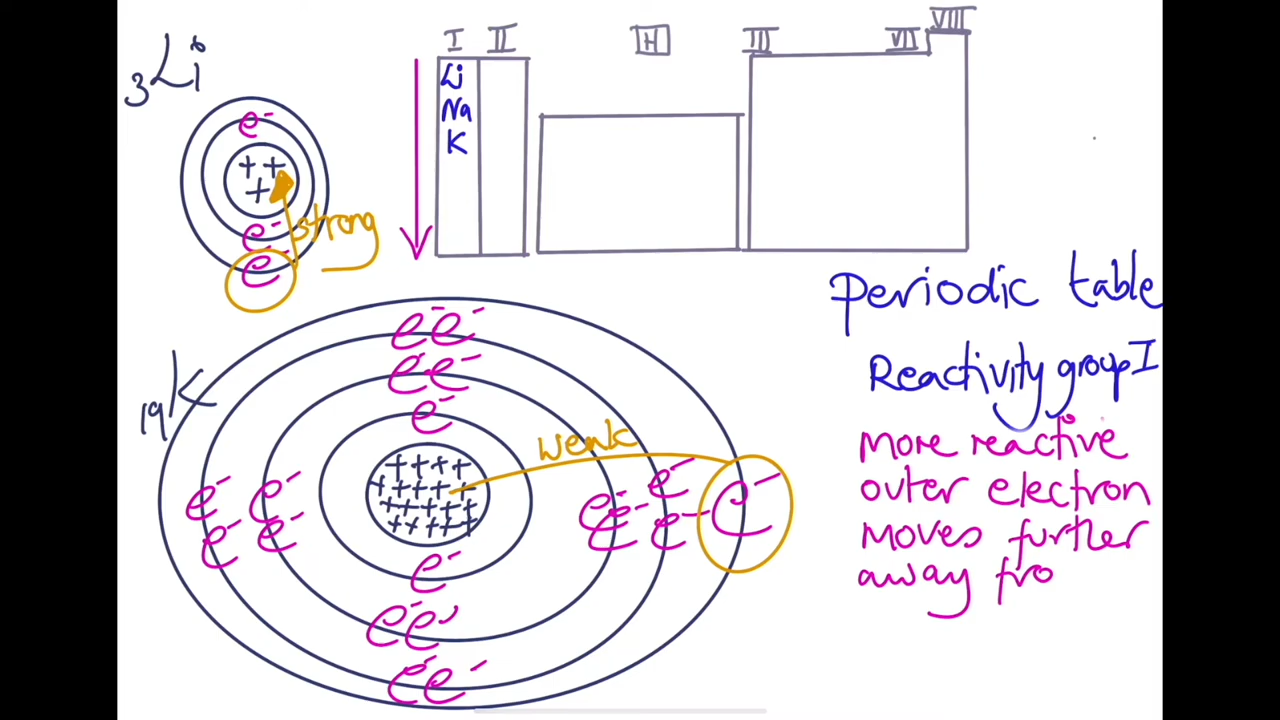 VIII
I II H III VII
₃Li
Li
Na
K
e⁻
+ +
+
strong
e⁻
e⁻
periodic table
Reactivity group I
more reactive
outer electron
moves further
away fro
₁₉K
e⁻ e⁻
e⁻ e⁻
e⁻
weak
++++
++++
++++
++++
e⁻ e⁻ e⁻ e⁻ e⁻ e⁻
e⁻ e⁻ e⁻ e⁻
e⁻
e⁻ e⁻
e⁻ e⁻